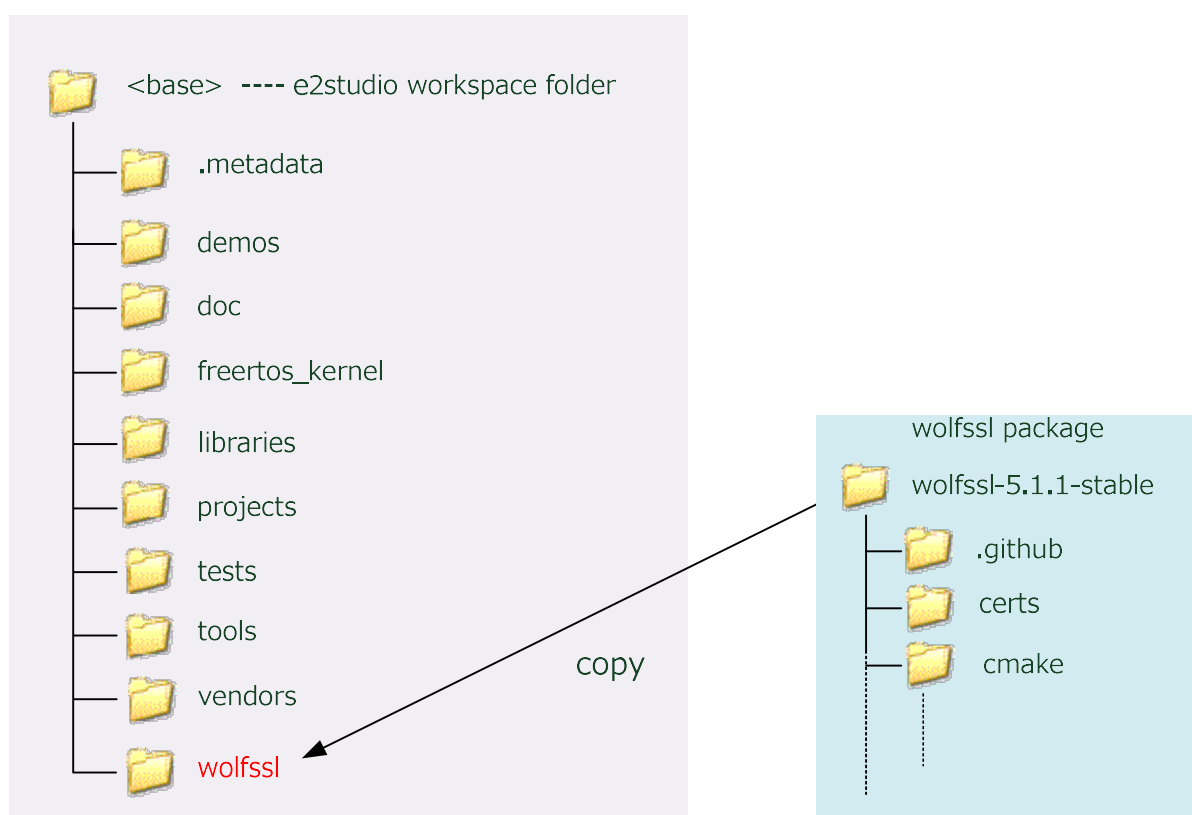 <base> ---- e2studio workspace folder
.metadata
demos
doc
freertos_kernel
libraries
projects
tests
tools
vendors
wolfssl
copy
wolfssl package
wolfssl-5.1.1-stable
.github
certs
cmake